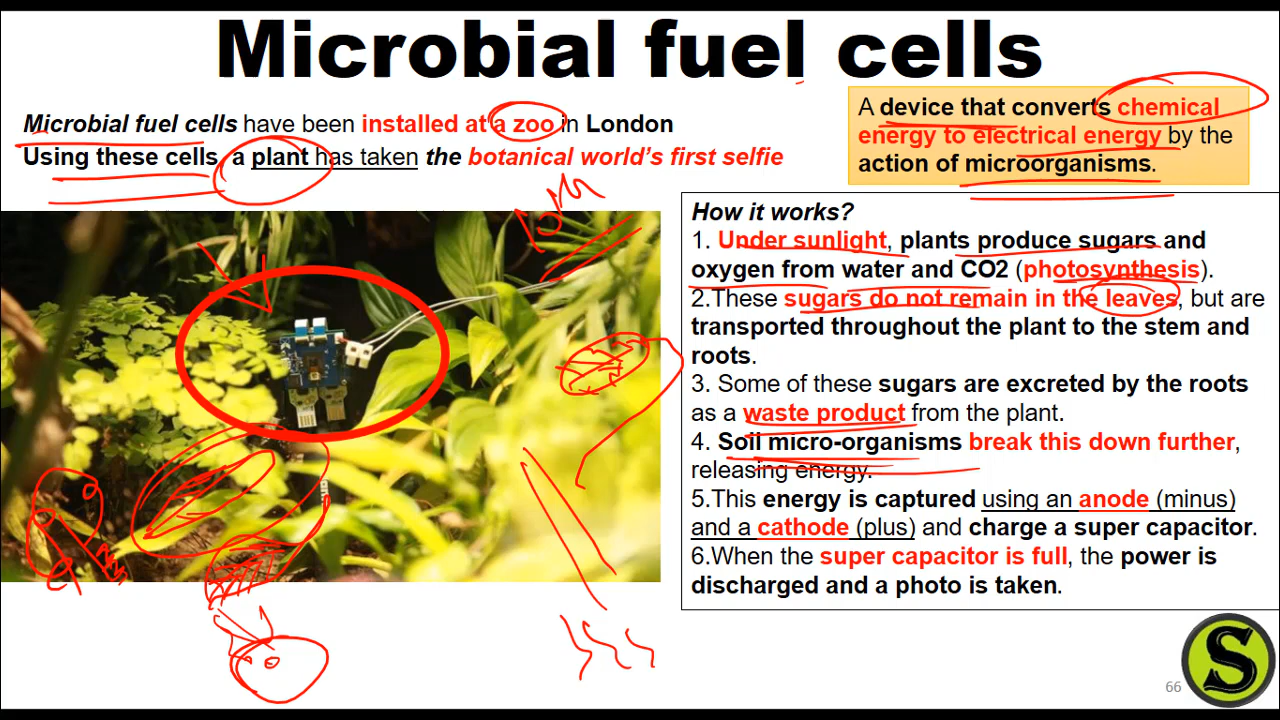 Microbial fuel cells
Microbial fuel cells have been installed at a zoo in London
Using these cells, a plant has taken the botanical world's first selfie
A device that converts chemical
energy to electrical energy by the
action of microorganisms.
How it works?
1. Under sunlight, plants produce sugars and
oxygen from water and CO2 (photosynthesis).
2.These sugars do not remain in the leaves, but are
transported throughout the plant to the stem and
roots.
3. Some of these sugars are excreted by the roots
as a waste product from the plant.
4. Soil micro-organisms break this down further,
releasing energy.
5.This energy is captured using an anode (minus)
and a cathode (plus) and charge a super capacitor.
6.When the super capacitor is full, the power is
discharged and a photo is taken.
66
S